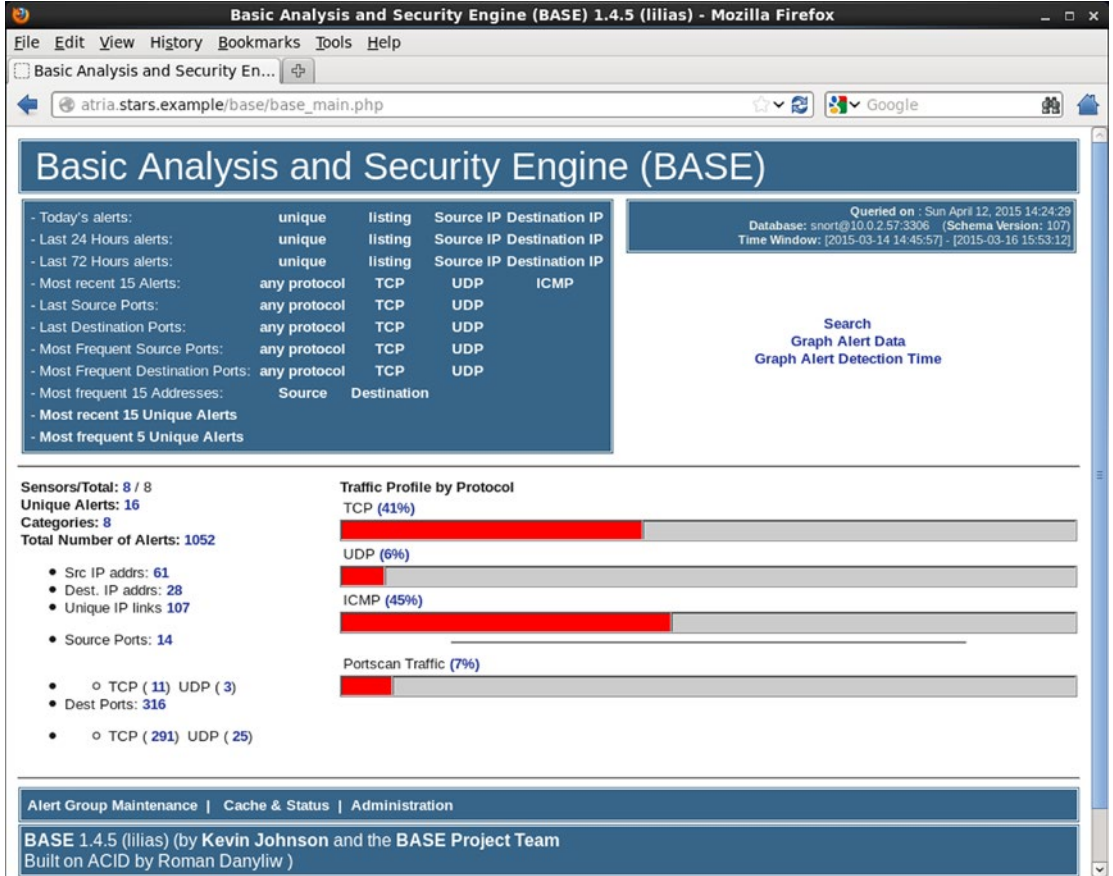 Basic Analysis and Security Engine (BASE) 1.4.5 (lilias) - Mozilla Firefox
File Edit View History Bookmarks Tools Help
Basic Analysis and Security En...
atria.stars.example/base/base_main.php
Google
Basic Analysis and Security Engine (BASE)
- Today's alerts: unique listing Source IP Destination IP
- Last 24 Hours alerts: unique listing Source IP Destination IP
- Last 72 Hours alerts: unique listing Source IP Destination IP
- Most recent 15 Alerts: any protocol TCP UDP ICMP
- Last Source Ports: any protocol TCP UDP
- Last Destination Ports: any protocol TCP UDP
- Most Frequent Source Ports: any protocol TCP UDP
- Most Frequent Destination Ports: any protocol TCP UDP
- Most frequent 15 Addresses: Source Destination
- Most recent 15 Unique Alerts
- Most frequent 5 Unique Alerts
Queried on : Sun April 12, 2015 14:24:29
Database: snort@10.0.2.57:3306 (Schema Version: 107)
Time Window: [2015-03-14 14:45:57] - [2015-03-16 15:53:12]
Search
Graph Alert Data
Graph Alert Detection Time
Sensors/Total: 8 / 8
Unique Alerts: 16
Categories: 8
Total Number of Alerts: 1052
• Src IP addrs: 61
• Dest. IP addrs: 28
• Unique IP links 107
• Source Ports: 14
• ○ TCP ( 11) UDP ( 3)
• Dest Ports: 316
• ○ TCP ( 291) UDP ( 25)
Traffic Profile by Protocol
TCP (41%)
UDP (6%)
ICMP (45%)
Portscan Traffic (7%)
Alert Group Maintenance | Cache & Status | Administration
BASE 1.4.5 (lilias) (by Kevin Johnson and the BASE Project Team
Built on ACID by Roman Danyliw )